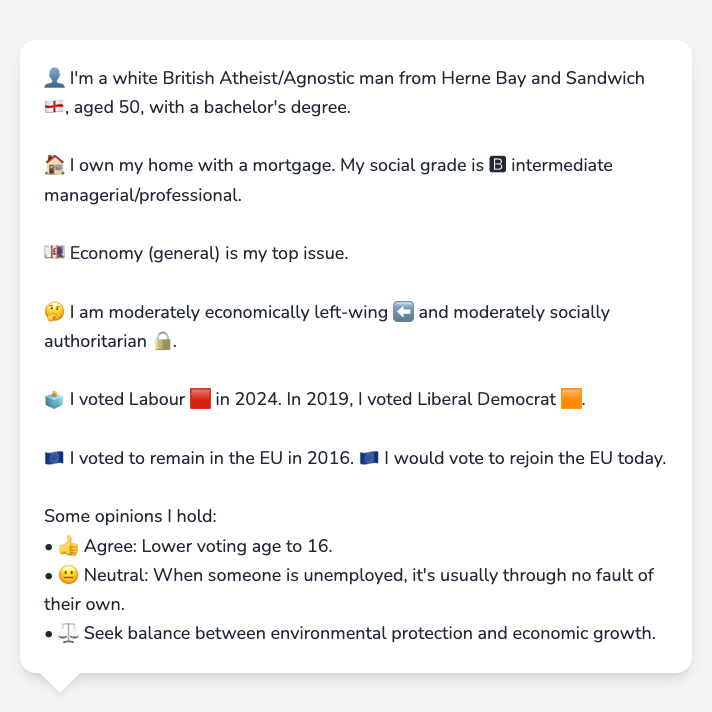 👤 I'm a white British Atheist/Agnostic man from Herne Bay and Sandwich
🏴󠁧󠁢󠁥󠁮󠁧󠁿, aged 50, with a bachelor's degree.
🏠 I own my home with a mortgage. My social grade is 🅱 intermediate
managerial/professional.
💷 Economy (general) is my top issue.
🤔 I am moderately economically left-wing ⬅️ and moderately socially
authoritarian 🔒.
🗳️ I voted Labour 🟥 in 2024. In 2019, I voted Liberal Democrat 🟧.
🇪🇺 I voted to remain in the EU in 2016. 🇪🇺 I would vote to rejoin the EU today.
Some opinions I hold:
• 👍 Agree: Lower voting age to 16.
• 😐 Neutral: When someone is unemployed, it's usually through no fault of
their own.
• ⚖️ Seek balance between environmental protection and economic growth.